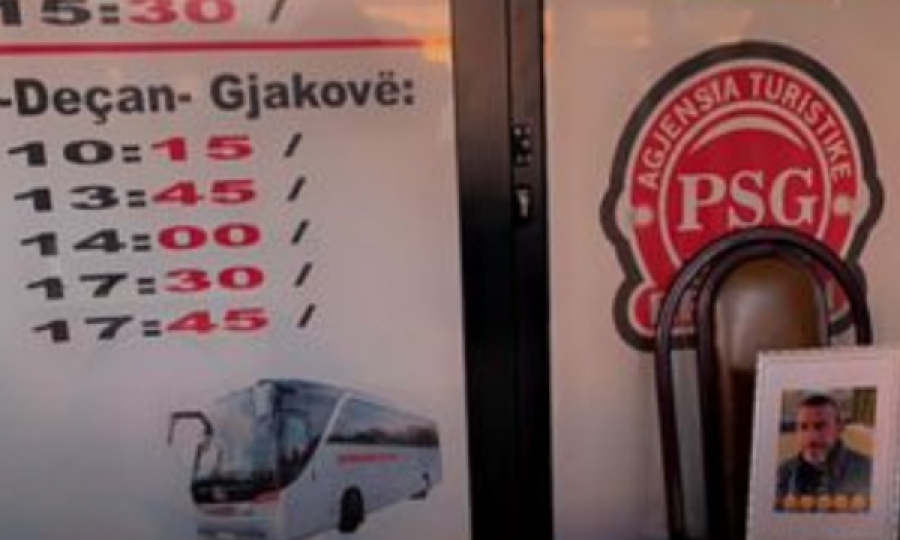 15:30 /
-Deçan- Gjakovë:
10:15 /
13:45 /
14:00 /
17:30 /
17:45 /
AGJENSIA TURISTIKE
PSG